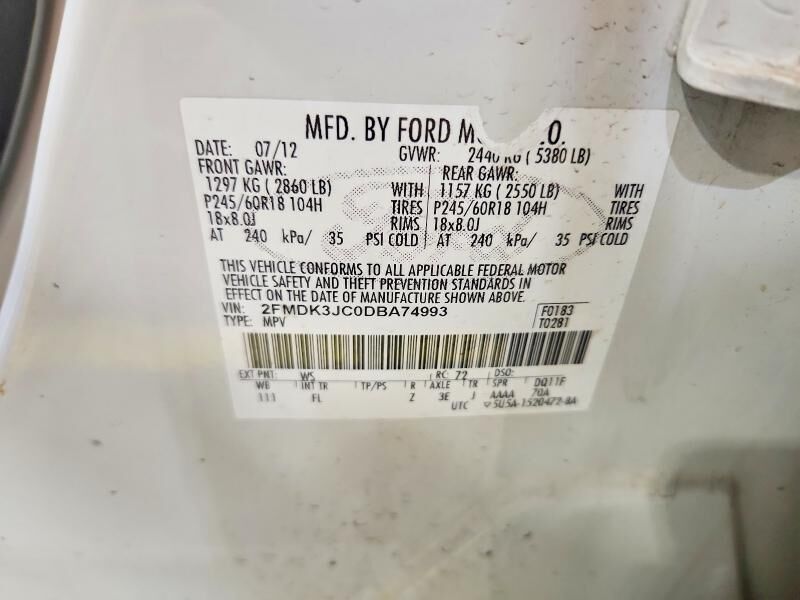 MFD. BY FORD M O.
DATE: 07/12 GVWR: 2440 KG ( 5380 LB)
FRONT GAWR: REAR GAWR:
1297 KG ( 2860 LB) WITH 1157 KG ( 2550 LB) WITH
P245/60R18 104H TIRES P245/60R18 104H TIRES
18x8.0J RIMS 18x8.0J RIMS
AT 240 kPa/ 35 PSI COLD AT 240 kPa/ 35 PSI COLD
THIS VEHICLE CONFORMS TO ALL APPLICABLE FEDERAL MOTOR
VEHICLE SAFETY AND THEFT PREVENTION STANDARDS IN
EFFECT ON THE DATE OF MANUFACTURE SHOWN ABOVE.
VIN: 2FMDK3JC0DBA74993 F0183
TYPE: MPV T0281
EXT PNT: WS RC: 72 DSO:
WB INT TR TP/PS R AXLE TR SPR DQ11F
111 FL Z 3E J AAAA 70A
UTC ▽5U5A-1520472-BA